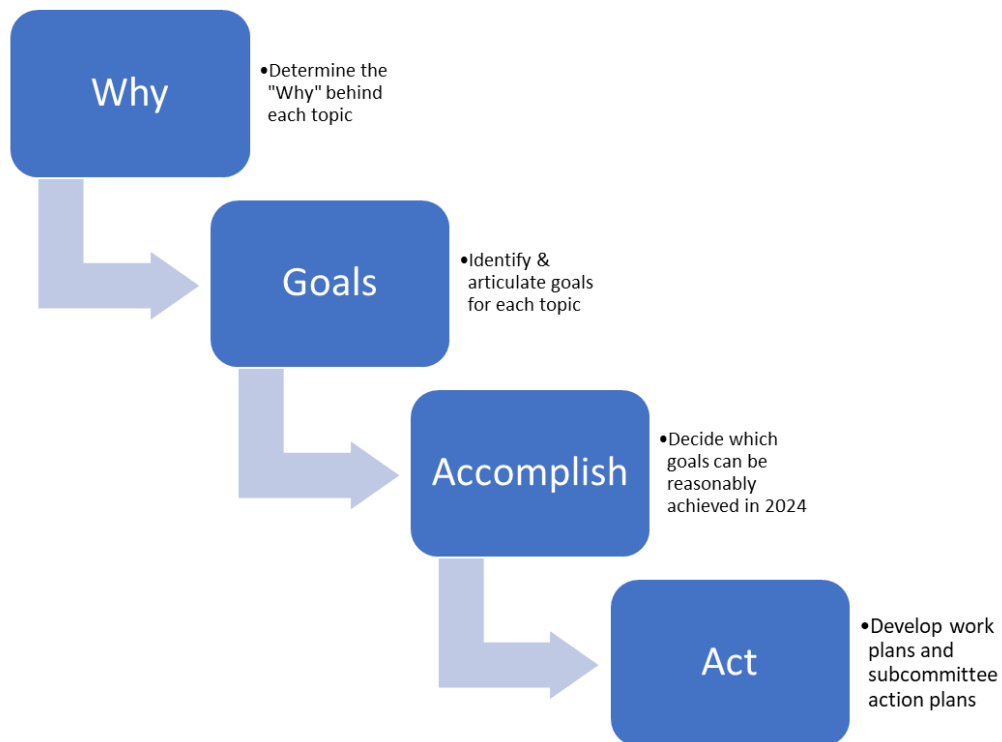 Why
•Determine the
"Why" behind
each topic
Goals
•Identify &
articulate goals
for each topic
Accomplish
•Decide which
goals can be
reasonably
achieved in 2024
Act
•Develop work
plans and
subcommittee
action plans